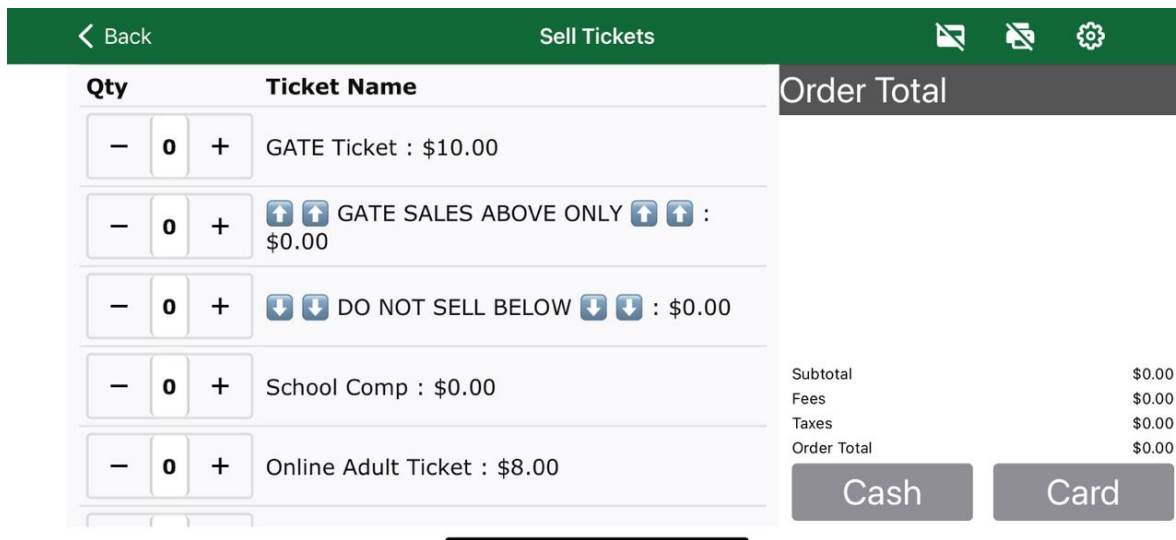 Back
Sell Tickets
Qty
Ticket Name
Order Total
− 0 + GATE Ticket : $10.00
− 0 + ⬆️ ⬆️ GATE SALES ABOVE ONLY ⬆️ ⬆️ :
$0.00
− 0 + ⬇️ ⬇️ DO NOT SELL BELOW ⬇️ ⬇️ : $0.00
− 0 + School Comp : $0.00
− 0 + Online Adult Ticket : $8.00
Subtotal $0.00
Fees $0.00
Taxes $0.00
Order Total $0.00
Cash
Card